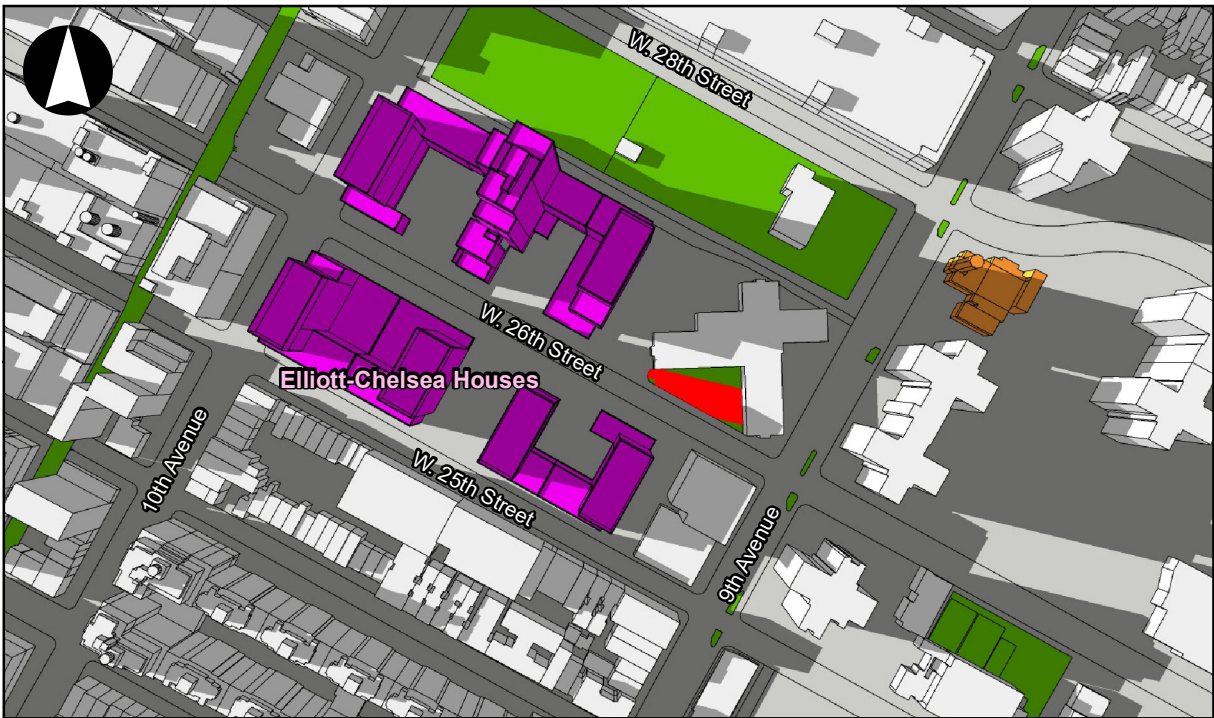 W. 28th Street
W. 26th Street
Elliott-Chelsea Houses
10th Avenue
W. 25th Street
9th Avenue